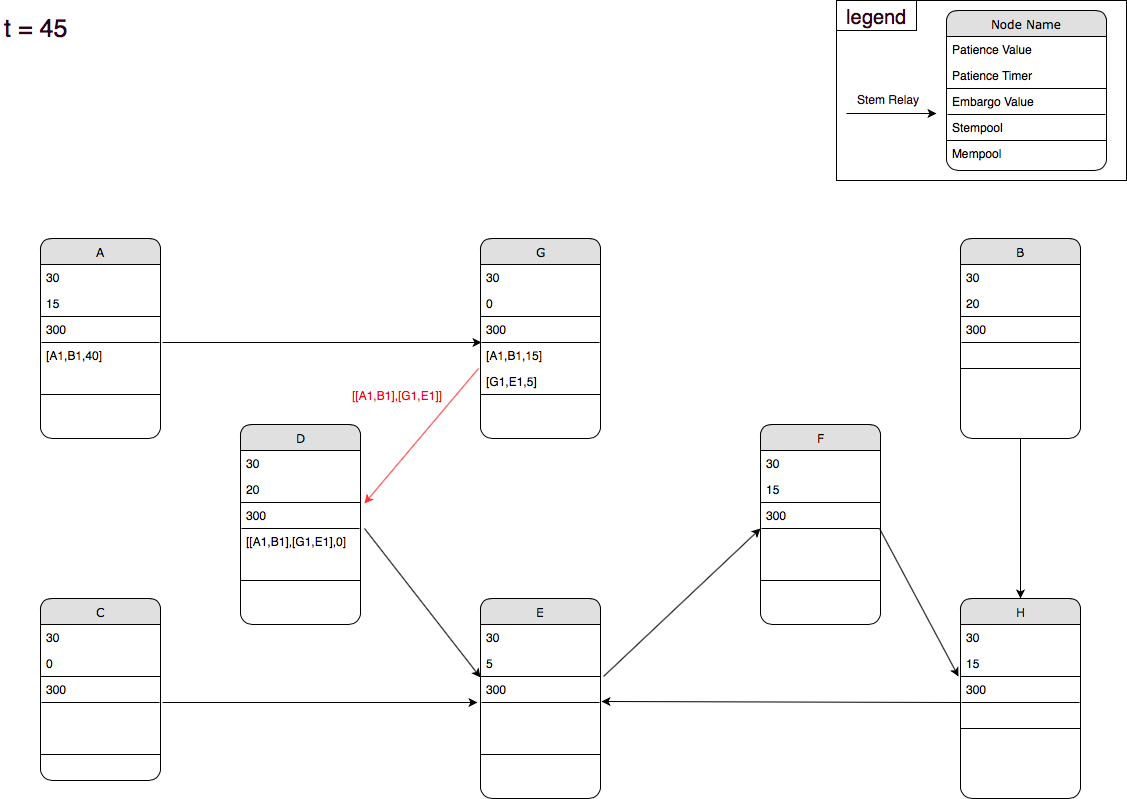 t = 45
legend
Node Name
Patience Value
Patience Timer
Stem Relay
Embargo Value
Stempool
Mempool
A
30
15
300
[A1,B1,40]
G
30
0
300
[A1,B1,15]
[G1,E1,5]
B
30
20
300
[[A1,B1],[G1,E1]]
D
30
20
300
[[A1,B1],[G1,E1],0]
F
30
15
300
C
30
0
300
E
30
5
300
H
30
15
300